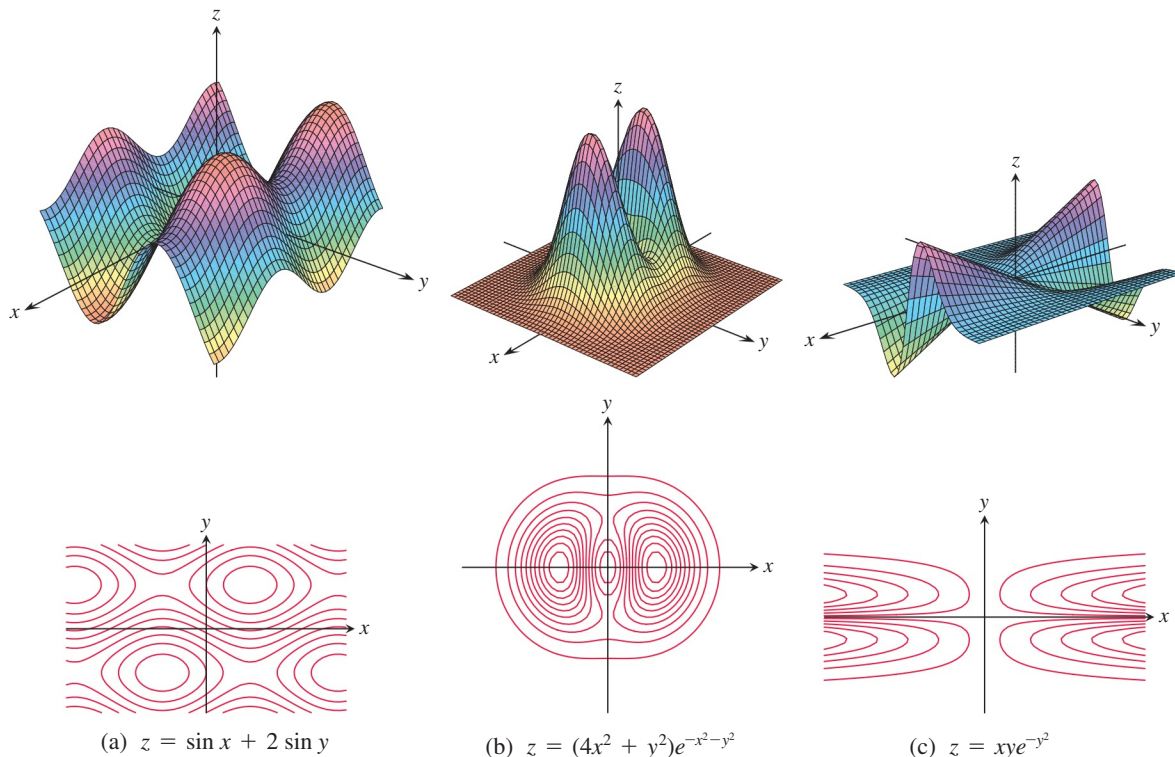 z
x
y
z
x
y
z
x
y
y
x
y
x
y
x
(a) z = sin x + 2 sin y
(b) z = (4x² + y²)e^{−x²−y²}
(c) z = xye^{−y²}